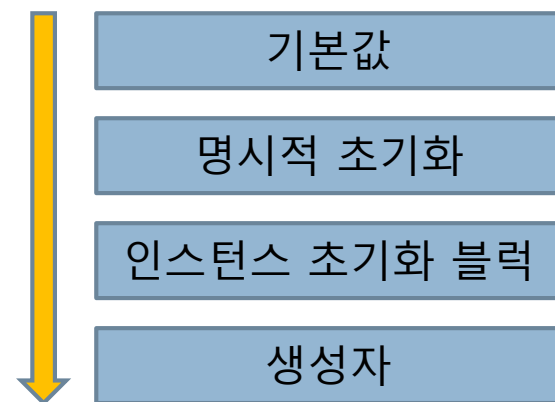 기본값
명시적 초기화
인스턴스 초기화 블럭
생성자